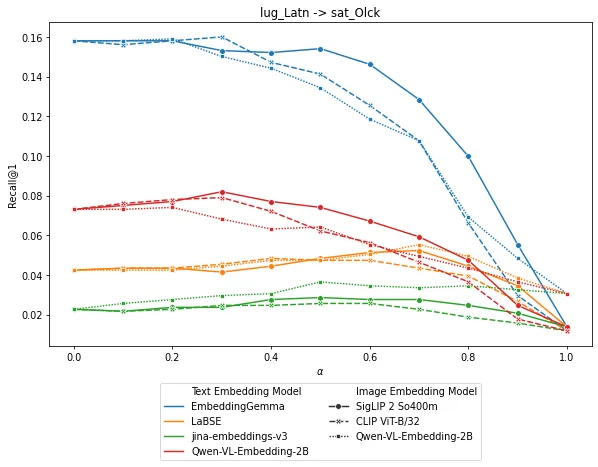 lug_Latn -> sat_Olck
0.16
0.14
0.12
0.10
0.08
0.06
0.04
0.02
Recall@1
0.0 0.2 0.4 0.6 0.8 1.0
α
Text Embedding Model Image Embedding Model
EmbeddingGemma SigLIP 2 So400m
LaBSE CLIP ViT-B/32
jina-embeddings-v3 Qwen-VL-Embedding-2B
Qwen-VL-Embedding-2B